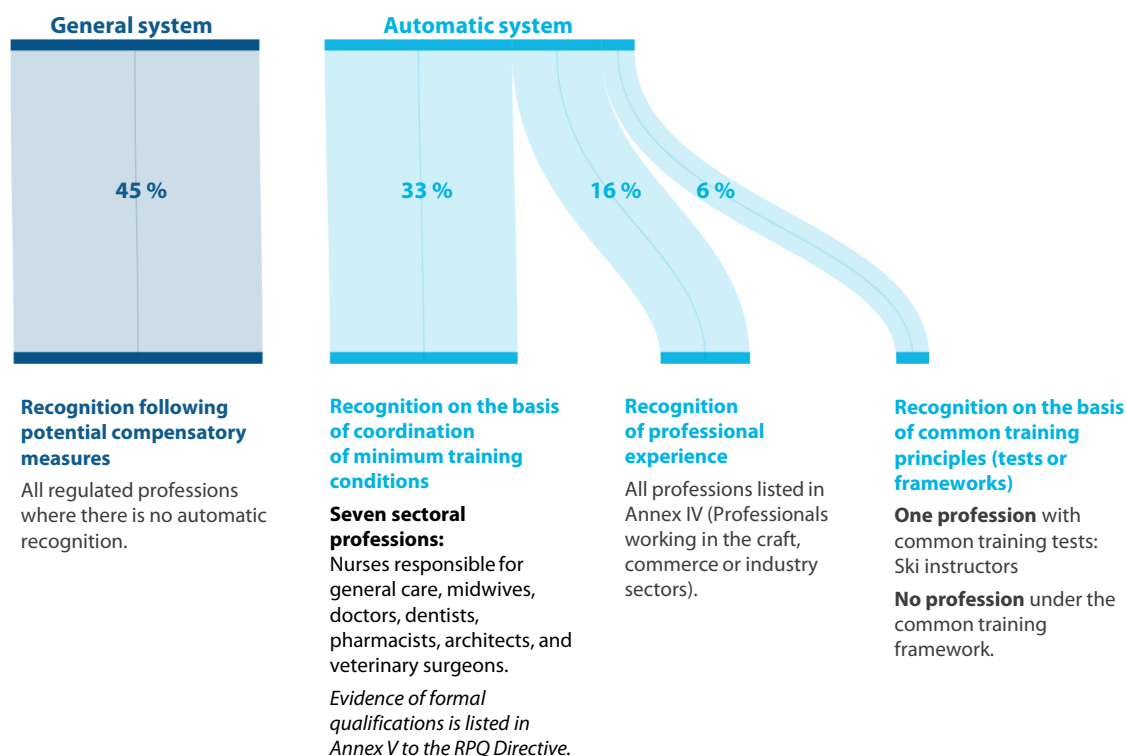 General system
Automatic system
45 %
33 %
16 %
6 %
Recognition following
potential compensatory
measures
All regulated professions
where there is no automatic
recognition.
Recognition on the basis
of coordination
of minimum training
conditions
Seven sectoral
professions:
Nurses responsible for
general care, midwives,
doctors, dentists,
pharmacists, architects, and
veterinary surgeons.
Evidence of formal
qualifications is listed in
Annex V to the RPQ Directive.
Recognition
of professional
experience
All professions listed in
Annex IV (Professionals
working in the craft,
commerce or industry
sectors).
Recognition on the basis
of common training
principles (tests or
frameworks)
One profession with
common training tests:
Ski instructors
No profession under the
common training
framework.